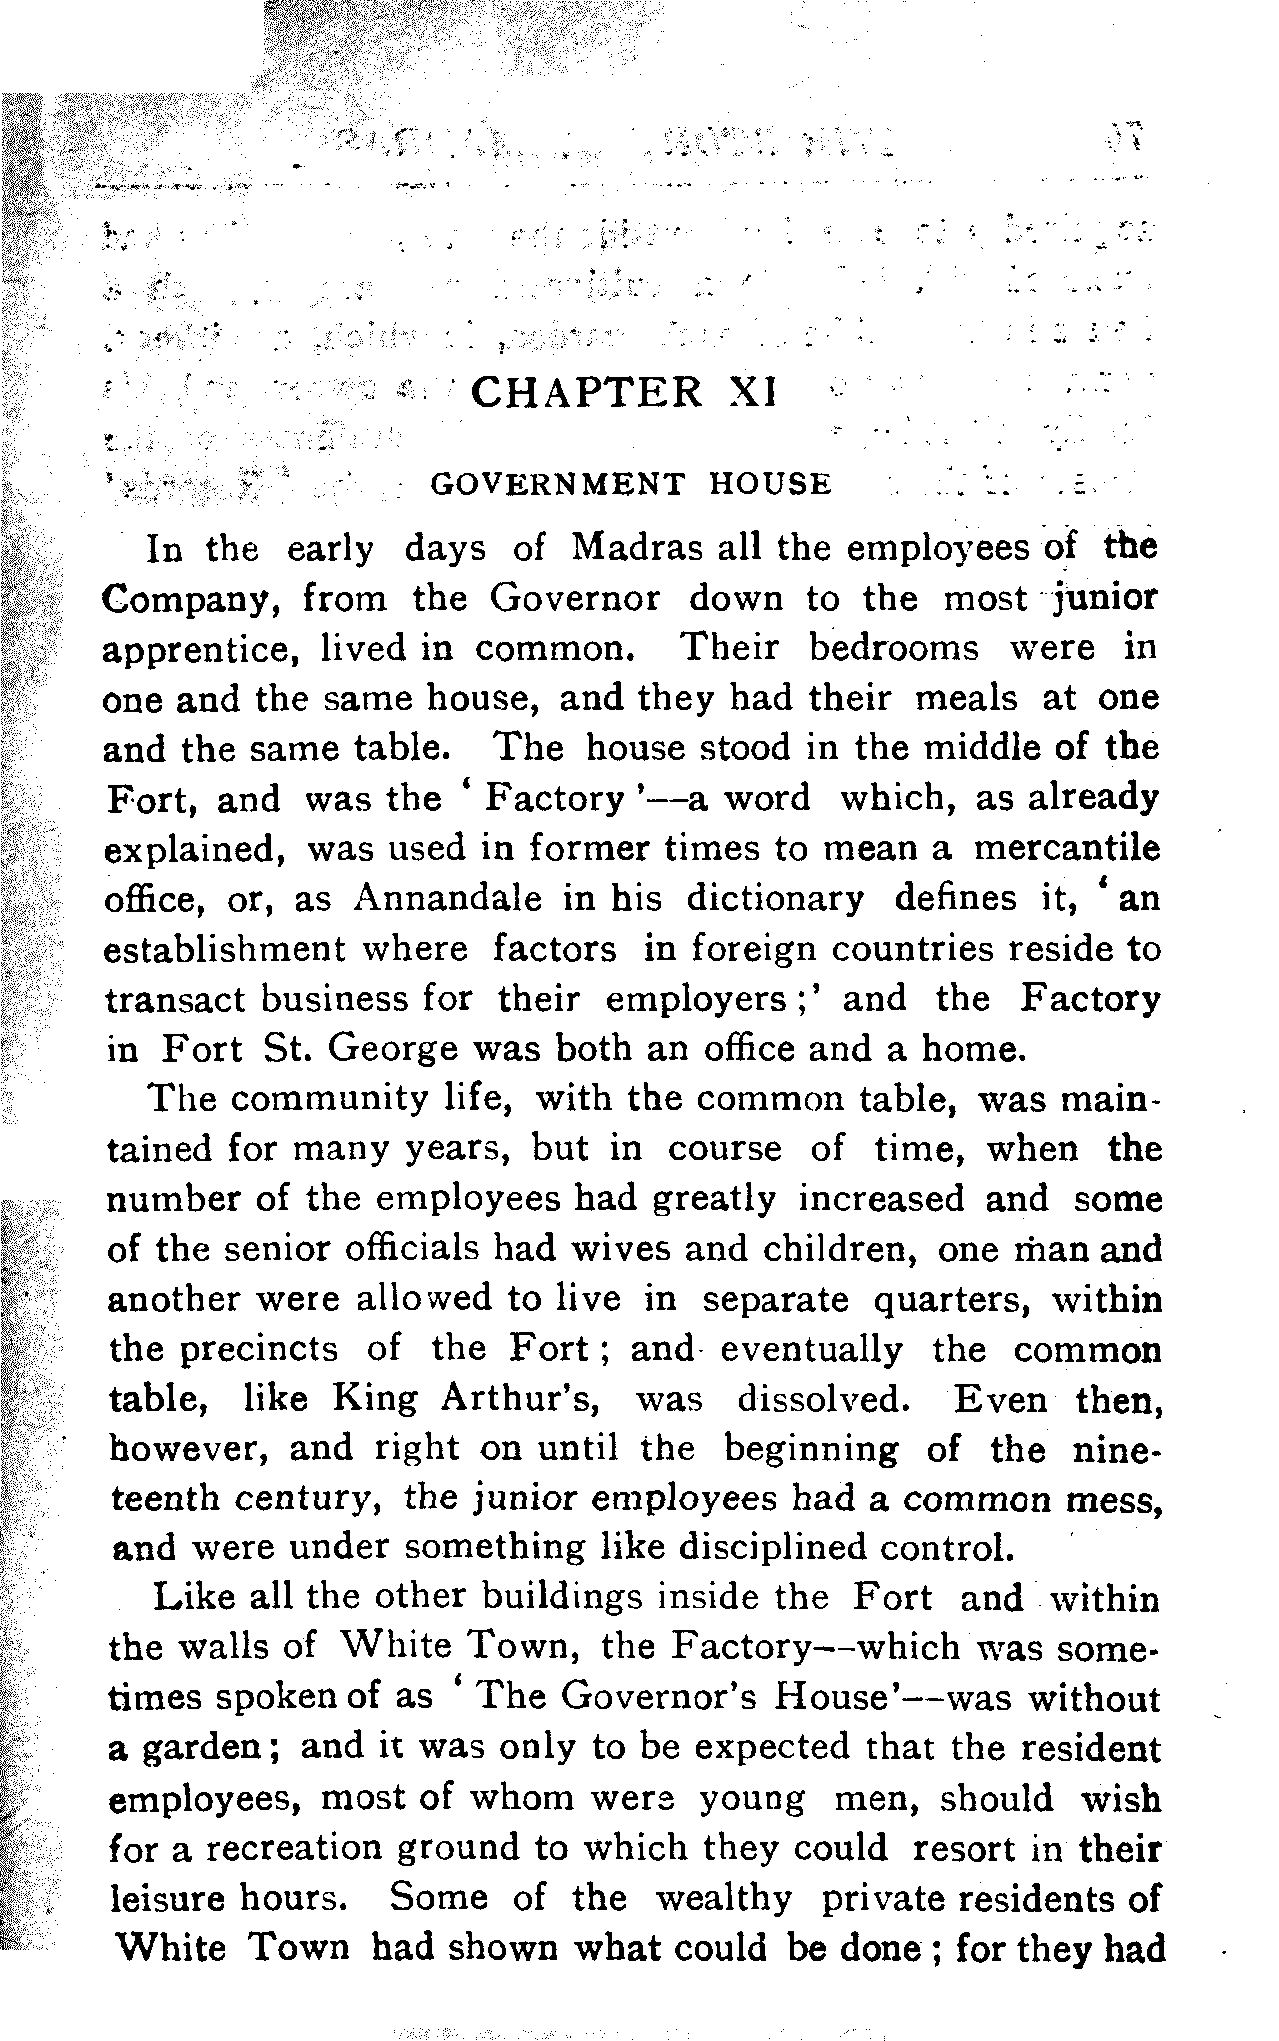 CHAPTER XI
GOVERNMENT HOUSE
In the early days of Madras all the employees of the
Company, from the Governor down to the most junior
apprentice, lived in common. Their bedrooms were in
one and the same house, and they had their meals at one
and the same table. The house stood in the middle of the
Fort, and was the ‘ Factory ’—a word which, as already
explained, was used in former times to mean a mercantile
office, or, as Annandale in his dictionary defines it, ‘ an
establishment where factors in foreign countries reside to
transact business for their employers ;’ and the Factory
in Fort St. George was both an office and a home.
The community life, with the common table, was main-
tained for many years, but in course of time, when the
number of the employees had greatly increased and some
of the senior officials had wives and children, one man and
another were allowed to live in separate quarters, within
the precincts of the Fort ; and eventually the common
table, like King Arthur's, was dissolved. Even then,
however, and right on until the beginning of the nine-
teenth century, the junior employees had a common mess,
and were under something like disciplined control.
Like all the other buildings inside the Fort and within
the walls of White Town, the Factory—which was some-
times spoken of as ‘ The Governor's House’—was without
a garden ; and it was only to be expected that the resident
employees, most of whom were young men, should wish
for a recreation ground to which they could resort in their
leisure hours. Some of the wealthy private residents of
White Town had shown what could be done ; for they had